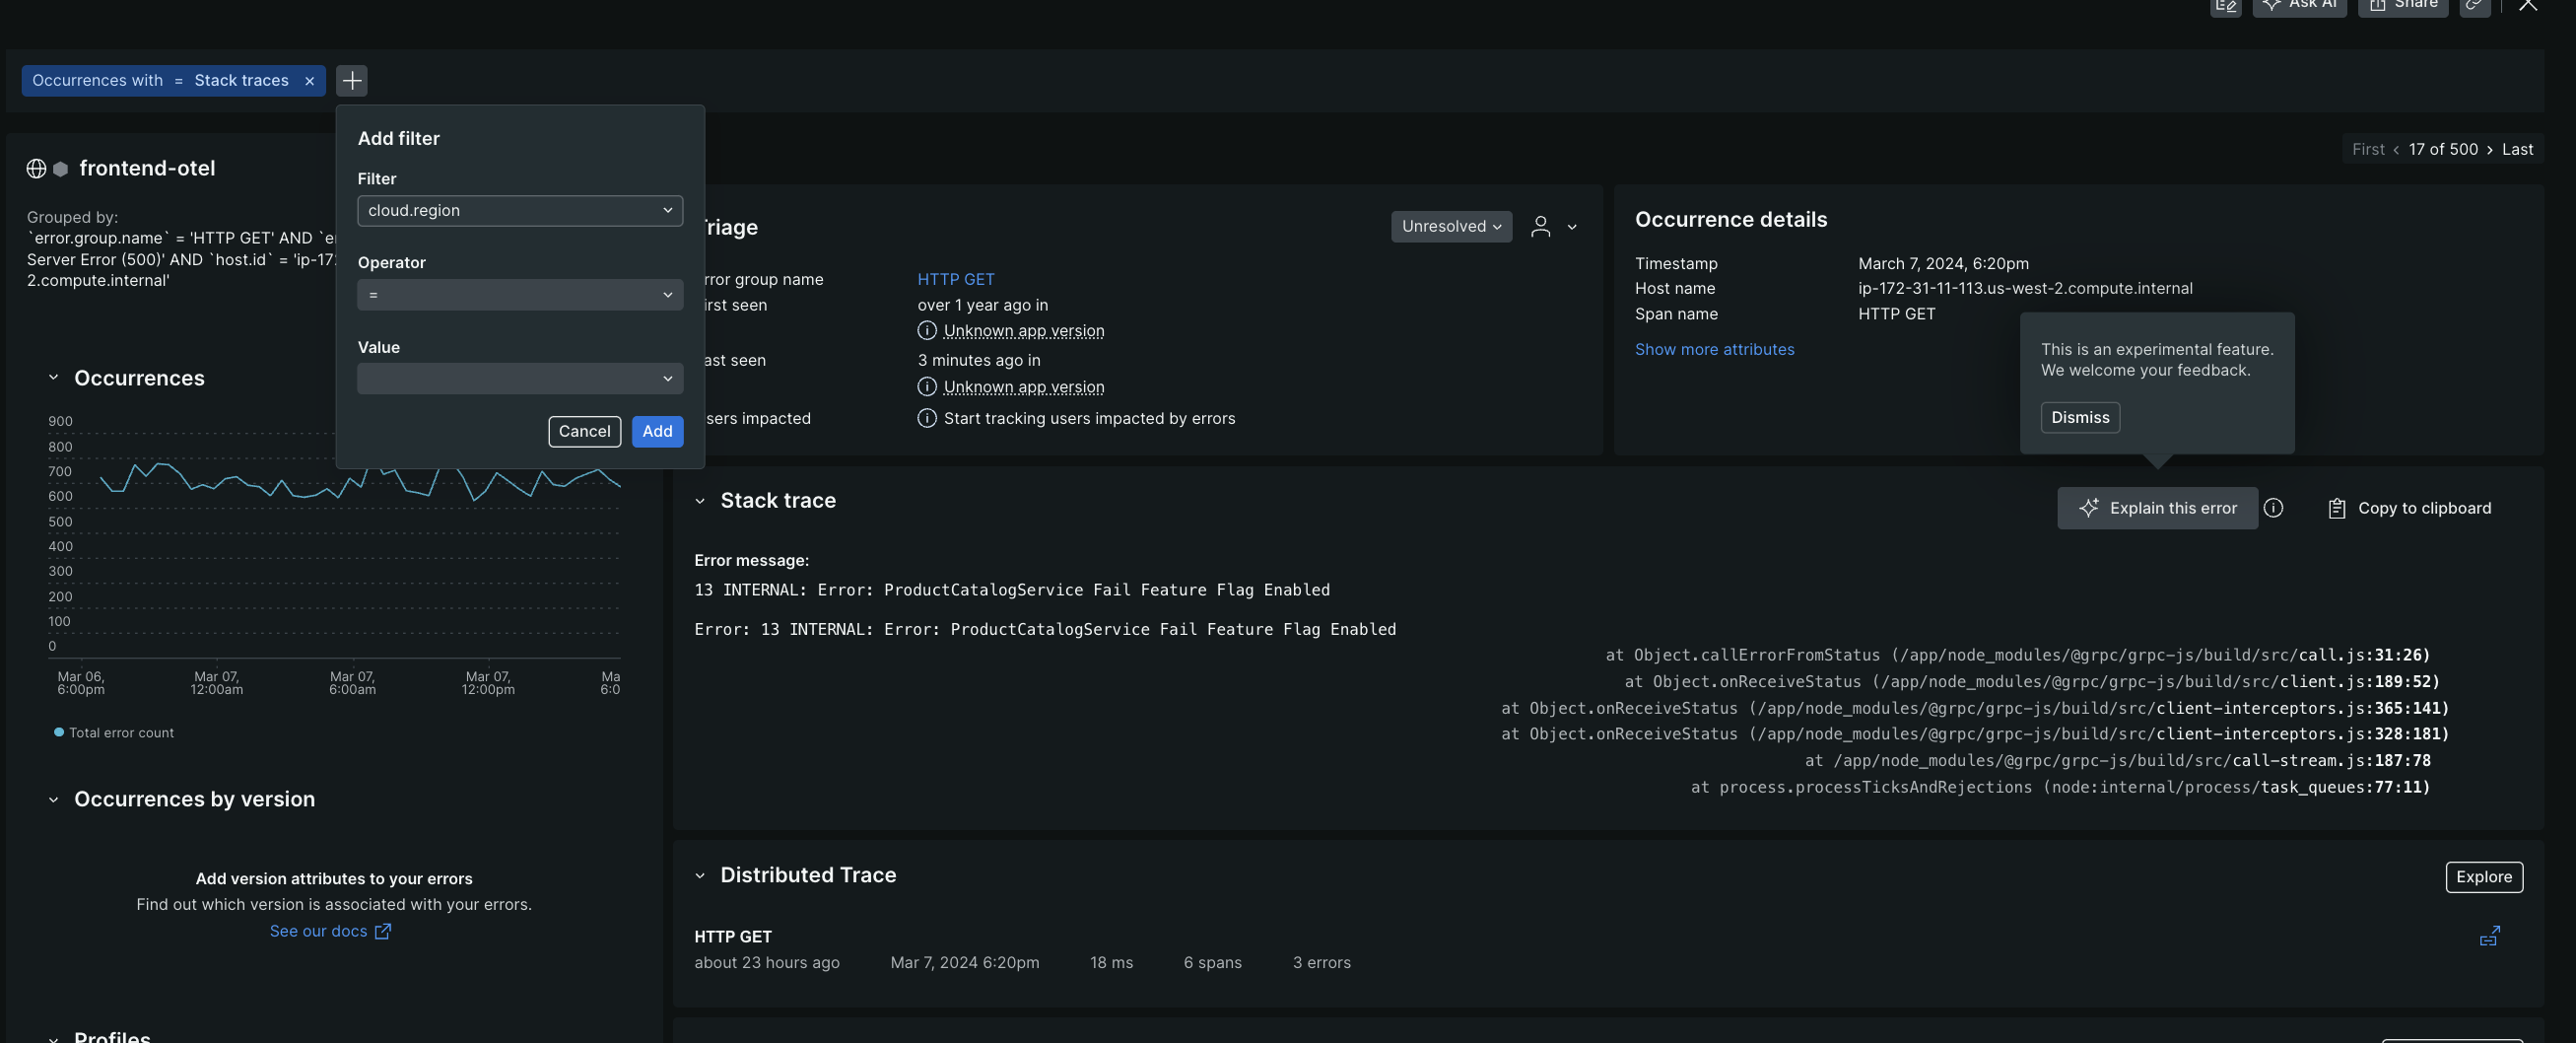 Ask AI
Share
Occurrences with = Stack traces ×
Add filter
Filter
cloud.region
Operator
=
Value
Cancel
Add
First < 17 of 500 > Last
frontend-otel
Grouped by:
`error.group.name` = 'HTTP GET' AND `er
Server Error (500)' AND `host.id` = 'ip-17
2.compute.internal'
Occurrences
900
800
700
600
500
400
300
200
100
0
Mar 06, 6:00pm
Mar 07, 12:00am
Mar 07, 6:00am
Mar 07, 12:00pm
Ma 6:0
Total error count
Occurrences by version
Add version attributes to your errors
Find out which version is associated with your errors.
See our docs
Profiles
Triage
Unresolved
rror group name HTTP GET
irst seen over 1 year ago in
Unknown app version
ast seen 3 minutes ago in
Unknown app version
sers impacted Start tracking users impacted by errors
Occurrence details
Timestamp March 7, 2024, 6:20pm
Host name ip-172-31-11-113.us-west-2.compute.internal
Span name HTTP GET
Show more attributes
This is an experimental feature.
We welcome your feedback.
Dismiss
Stack trace
Explain this error
Copy to clipboard
Error message:
13 INTERNAL: Error: ProductCatalogService Fail Feature Flag Enabled
Error: 13 INTERNAL: Error: ProductCatalogService Fail Feature Flag Enabled
at Object.callErrorFromStatus (/app/node_modules/@grpc/grpc-js/build/src/call.js:31:26)
at Object.onReceiveStatus (/app/node_modules/@grpc/grpc-js/build/src/client.js:189:52)
at Object.onReceiveStatus (/app/node_modules/@grpc/grpc-js/build/src/client-interceptors.js:365:141)
at Object.onReceiveStatus (/app/node_modules/@grpc/grpc-js/build/src/client-interceptors.js:328:181)
at /app/node_modules/@grpc/grpc-js/build/src/call-stream.js:187:78
at process.processTicksAndRejections (node:internal/process/task_queues:77:11)
Distributed Trace
Explore
HTTP GET
about 23 hours ago Mar 7, 2024 6:20pm 18 ms 6 spans 3 errors